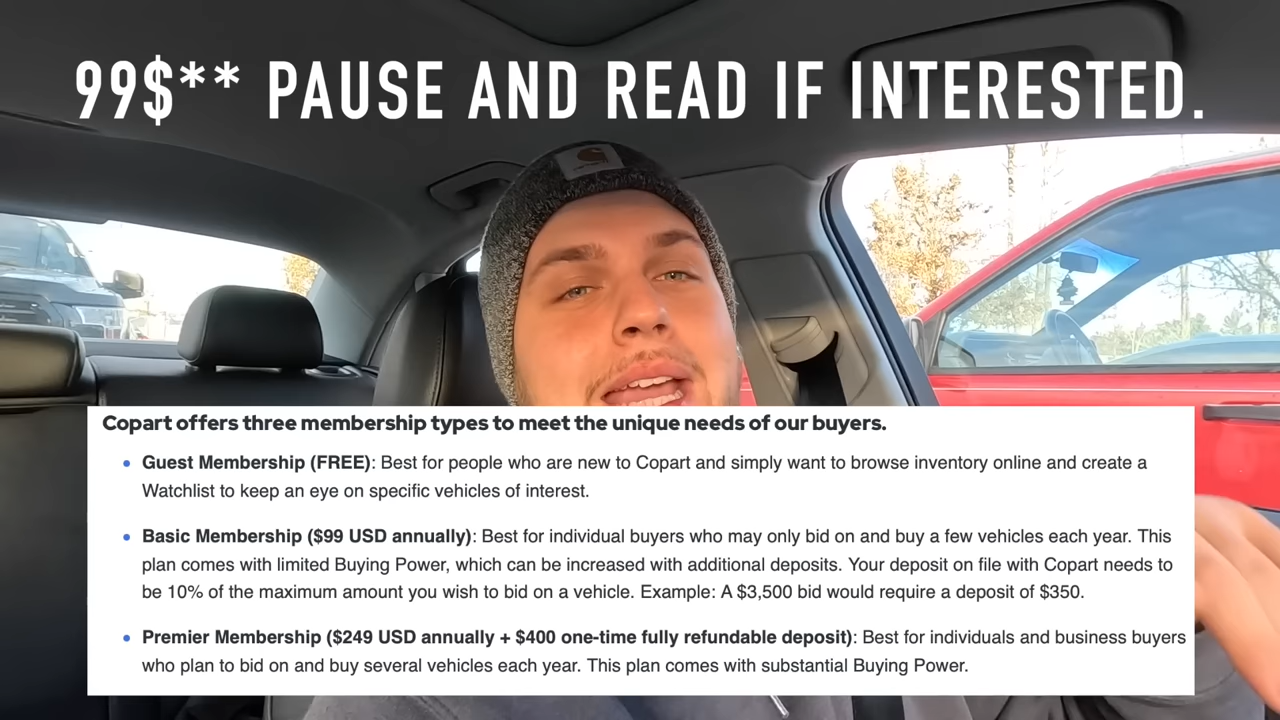 99$** PAUSE AND READ IF INTERESTED.
Copart offers three membership types to meet the unique needs of our buyers.
• Guest Membership (FREE): Best for people who are new to Copart and simply want to browse inventory online and create a
Watchlist to keep an eye on specific vehicles of interest.
• Basic Membership ($99 USD annually): Best for individual buyers who may only bid on and buy a few vehicles each year. This
plan comes with limited Buying Power, which can be increased with additional deposits. Your deposit on file with Copart needs to
be 10% of the maximum amount you wish to bid on a vehicle. Example: A $3,500 bid would require a deposit of $350.
• Premier Membership ($249 USD annually + $400 one-time fully refundable deposit): Best for individuals and business buyers
who plan to bid on and buy several vehicles each year. This plan comes with substantial Buying Power.